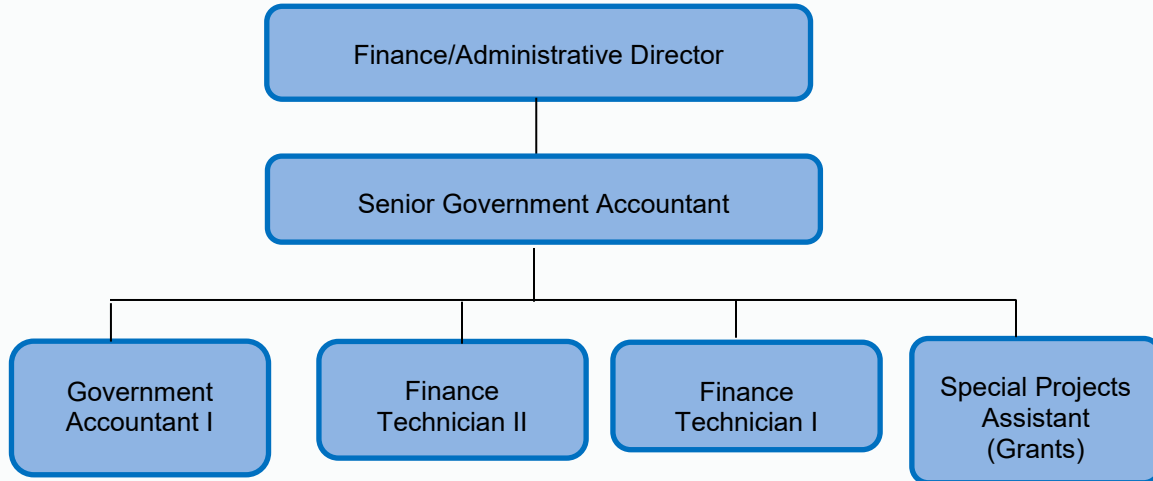 Finance/Administrative Director
Senior Government Accountant
Government
Accountant I
Finance
Technician II
Finance
Technician I
Special Projects
Assistant
(Grants)